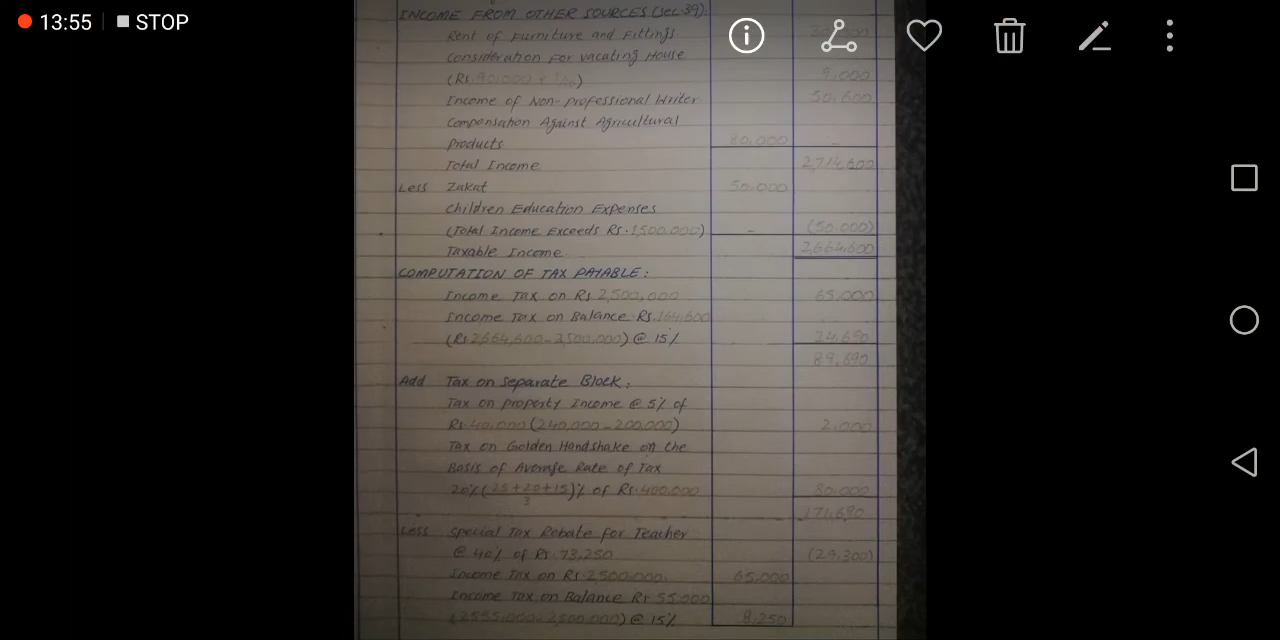 13:55 STOP
INCOME FROM OTHER SOURCES (Sec 39):
Rent of Furniture and Fittings
Consideration for vacating House
(Rs. 90,000 ÷ 10) 9,000
Income of Non-professional Writer 50,600
Compensation Against Agricultural
Products 80,000 -
Total Income 2,714,600
Less Zakat 50,000
Children Education Expenses
(Total Income Exceeds Rs. 1,500,000) - (50,000)
Taxable Income 2,664,600
COMPUTATION OF TAX PAYABLE:
Income Tax on Rs 2,500,000 65,000
Income Tax on Balance Rs. 164,600
(Rs 2,664,600 - 2,500,000) @ 15% 24,690
89,690
Add Tax on Separate Block:
Tax on property Income @ 5% of
Rs. 40,000 (240,000 - 200,000) 2,000
Tax on Golden Handshake on the
Basis of Average Rate of Tax
20% (25+20+15/3)% of Rs. 400,000 80,000
171,690
Less Special Tax Rebate for Teacher
@ 40% of Rs. 73,250 (29,300)
Income Tax on Rs 2,500,000 65,000
Income Tax on Balance Rs 55,000
(2555,000 - 2,500,000) @ 15% 8,250